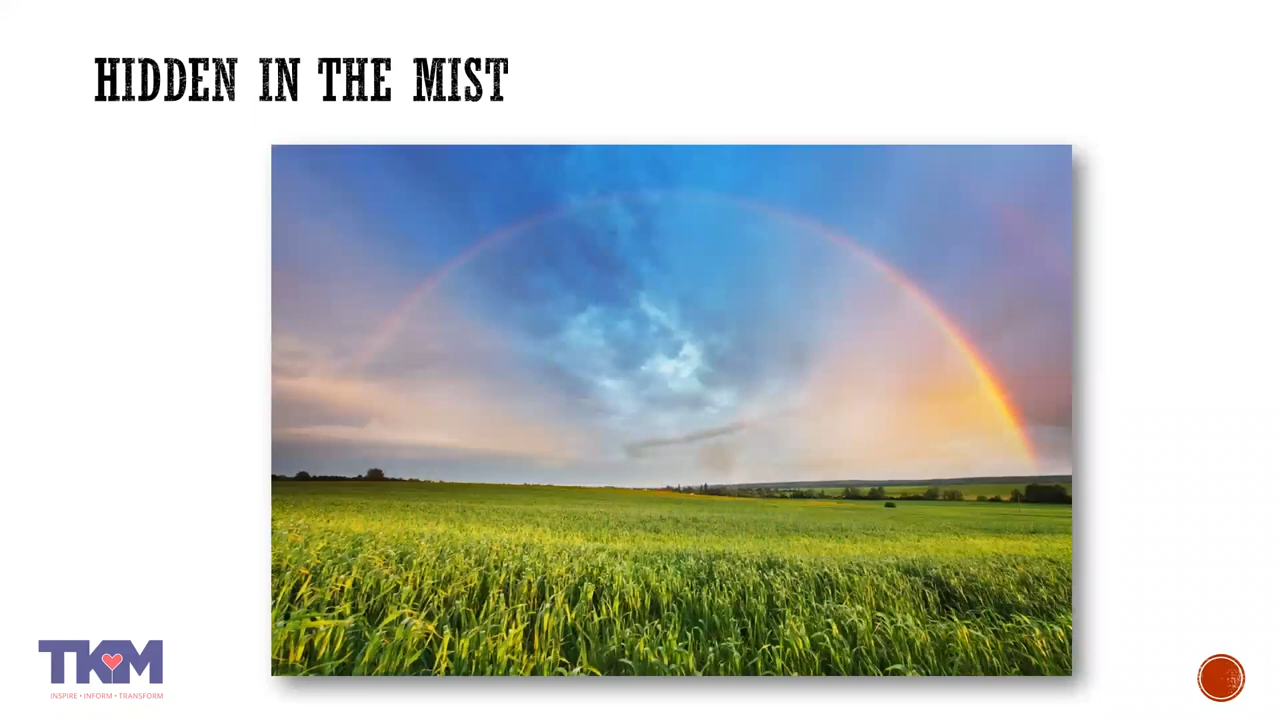 HIDDEN IN THE MIST
TKM
INSPIRE • INFORM • TRANSFORM